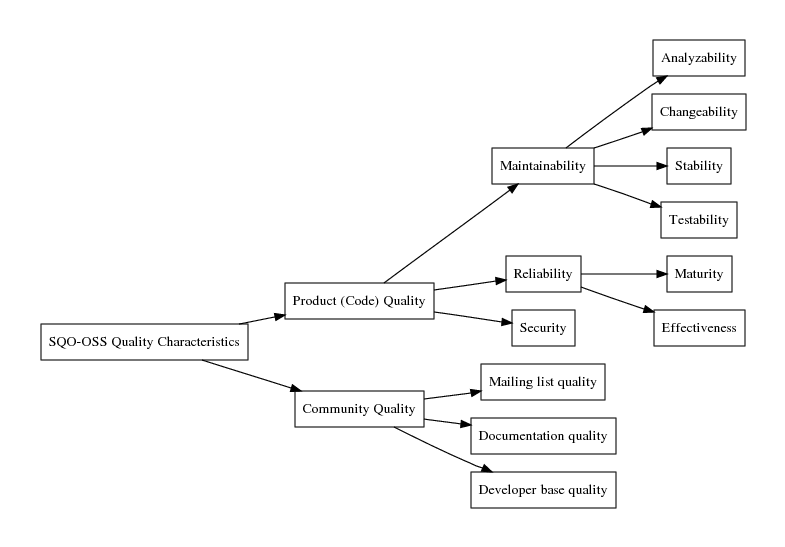 SQO-OSS Quality Characteristics
Product (Code) Quality
Maintainability
Analyzability
Changeability
Stability
Testability
Reliability
Maturity
Effectiveness
Security
Community Quality
Mailing list quality
Documentation quality
Developer base quality